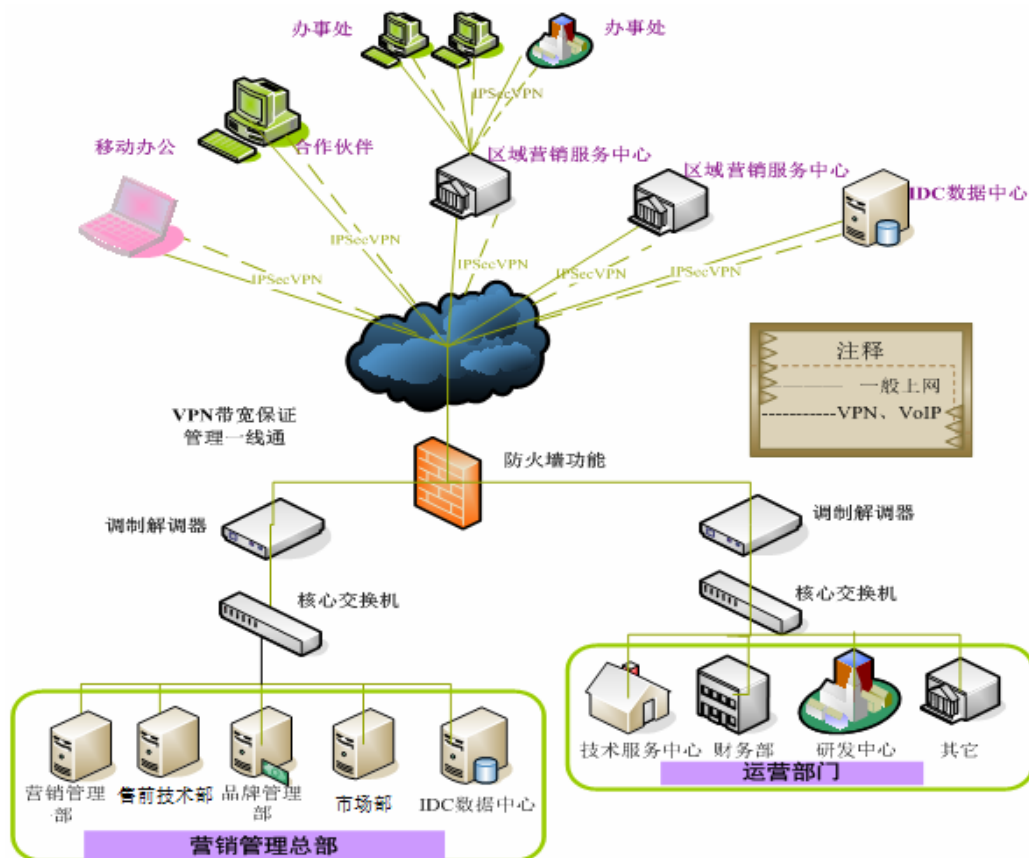 办事处
办事处
IPSecVPN
移动办公
合作伙伴
区域营销服务中心
区域营销服务中心
IDC数据中心
IPSecVPN
IPSecVPN
IPSecVPN
IPSecVPN
IPSecVPN
注释
一般上网
VPN、VoIP
VPN带宽保证
管理一线通
防火墙功能
调制解调器
调制解调器
核心交换机
核心交换机
技术服务中心
财务部
研发中心
其它
运营部门
营销管理
部
售前技术部
品牌管理
部
市场部
IDC数据中心
营销管理总部